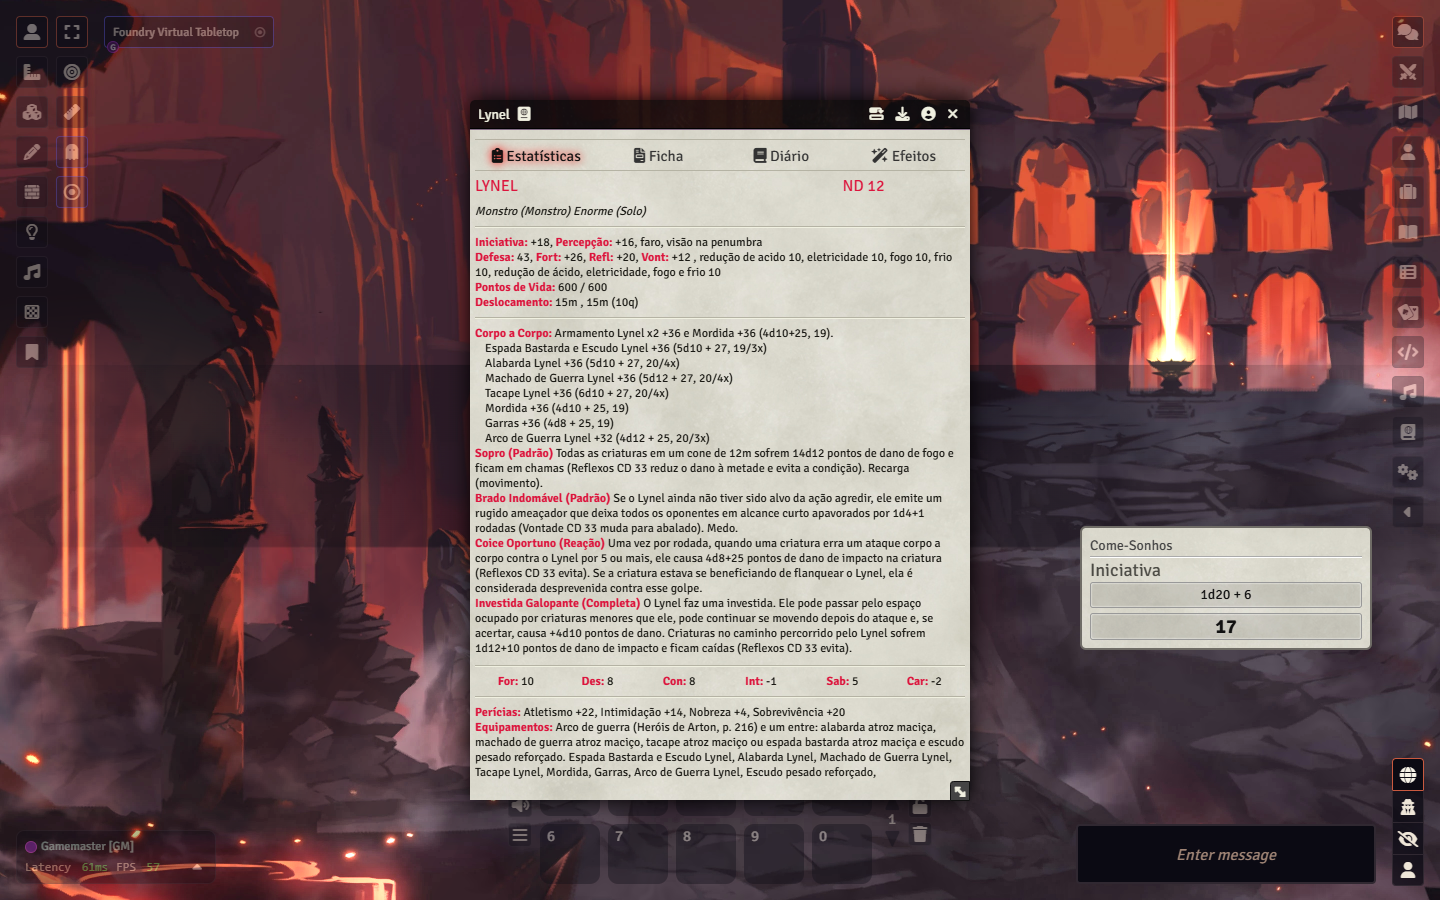 Foundry Virtual Tabletop
G
Lynel
Estatísticas
Ficha
Diário
Efeitos
LYNEL
ND 12
Monstro (Monstro) Enorme (Solo)
Iniciativa: +18, Percepção: +16, faro, visão na penumbra
Defesa: 43, Fort: +26, Refl: +20, Vont: +12 , redução de acido 10, eletricidade 10, fogo 10, frio
10, redução de ácido, eletricidade, fogo e frio 10
Pontos de Vida: 600 / 600
Deslocamento: 15m , 15m (10q)
Corpo a Corpo: Armamento Lynel x2 +36 e Mordida +36 (4d10+25, 19).
Espada Bastarda e Escudo Lynel +36 (5d10 + 27, 19/3x)
Alabarda Lynel +36 (5d10 + 27, 20/4x)
Machado de Guerra Lynel +36 (5d12 + 27, 20/4x)
Tacape Lynel +36 (6d10 + 27, 20/4x)
Mordida +36 (4d10 + 25, 19)
Garras +36 (4d8 + 25, 19)
Arco de Guerra Lynel +32 (4d12 + 25, 20/3x)
Sopro (Padrão) Todas as criaturas em um cone de 12m sofrem 14d12 pontos de dano de fogo e
ficam em chamas (Reflexos CD 33 reduz o dano à metade e evita a condição). Recarga
(movimento).
Brado Indomável (Padrão) Se o Lynel ainda não tiver sido alvo da ação agredir, ele emite um
rugido ameaçador que deixa todos os oponentes em alcance curto apavorados por 1d4+1
rodadas (Vontade CD 33 muda para abalado). Medo.
Coice Oportuno (Reação) Uma vez por rodada, quando uma criatura erra um ataque corpo a
corpo contra o Lynel por 5 ou mais, ele causa 4d8+25 pontos de dano de impacto na criatura
(Reflexos CD 33 evita). Se a criatura estava se beneficiando de flanquear o Lynel, ela é
considerada desprevenida contra esse golpe.
Investida Galopante (Completa) O Lynel faz uma investida. Ele pode passar pelo espaço
ocupado por criaturas menores que ele, pode continuar se movendo depois do ataque e, se
acertar, causa +4d10 pontos de dano. Criaturas no caminho percorrido pelo Lynel sofrem
1d12+10 pontos de dano de impacto e ficam caídas (Reflexos CD 33 evita).
For: 10 Des: 8 Con: 8 Int: -1 Sab: 5 Car: -2
Perícias: Atletismo +22, Intimidação +14, Nobreza +4, Sobrevivência +20
Equipamentos: Arco de guerra (Heróis de Arton, p. 216) e um entre: alabarda atroz maciça,
machado de guerra atroz maciço, tacape atroz maciço ou espada bastarda atroz maciça e escudo
pesado reforçado. Espada Bastarda e Escudo Lynel, Alabarda Lynel, Machado de Guerra Lynel,
Tacape Lynel, Mordida, Garras, Arco de Guerra Lynel, Escudo pesado reforçado,
Come-Sonhos
Iniciativa
1d20 + 6
17
6 7 8 9 0
1
Gamemaster [GM]
Latency 61ms FPS 57
Enter message